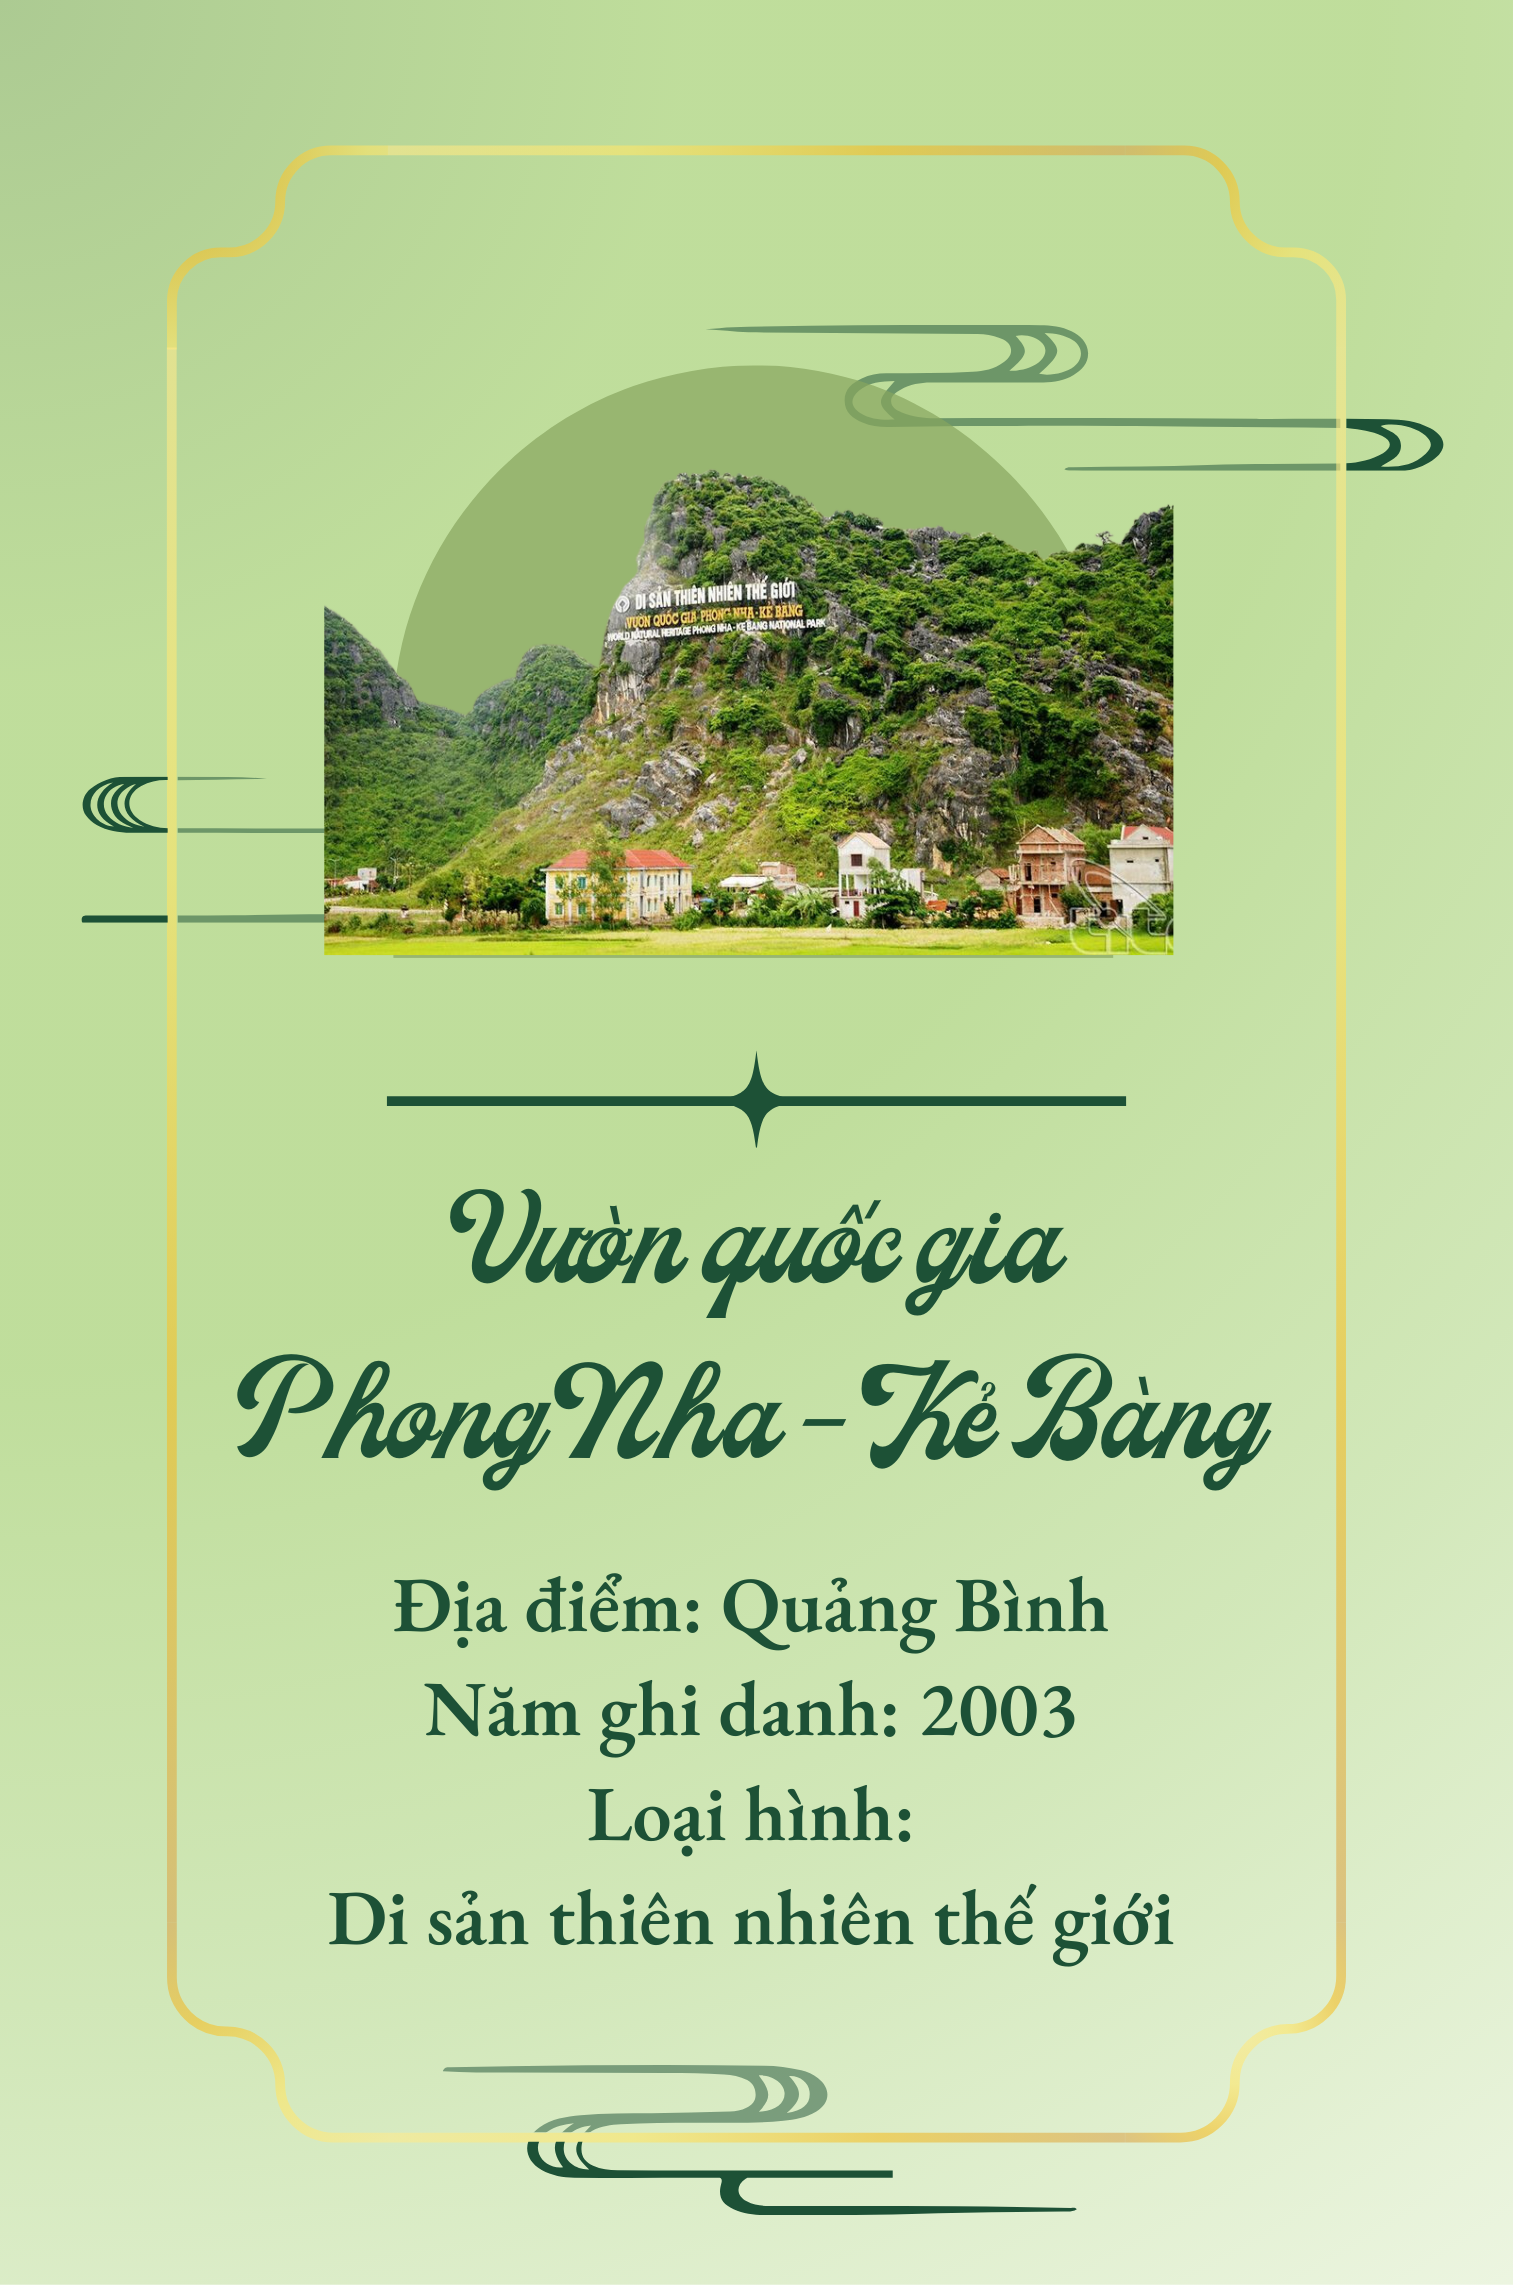 DI SẢN THIÊN NHIÊN THẾ GIỚI
VƯỜN QUỐC GIA PHONG NHA - KẺ BÀNG
WORLD NATURAL HERITAGE PHONG NHA - KE BANG NATIONAL PARK
Vườn quốc gia
Phong Nha - Kẻ Bàng
Địa điểm: Quảng Bình
Năm ghi danh: 2003
Loại hình:
Di sản thiên nhiên thế giới